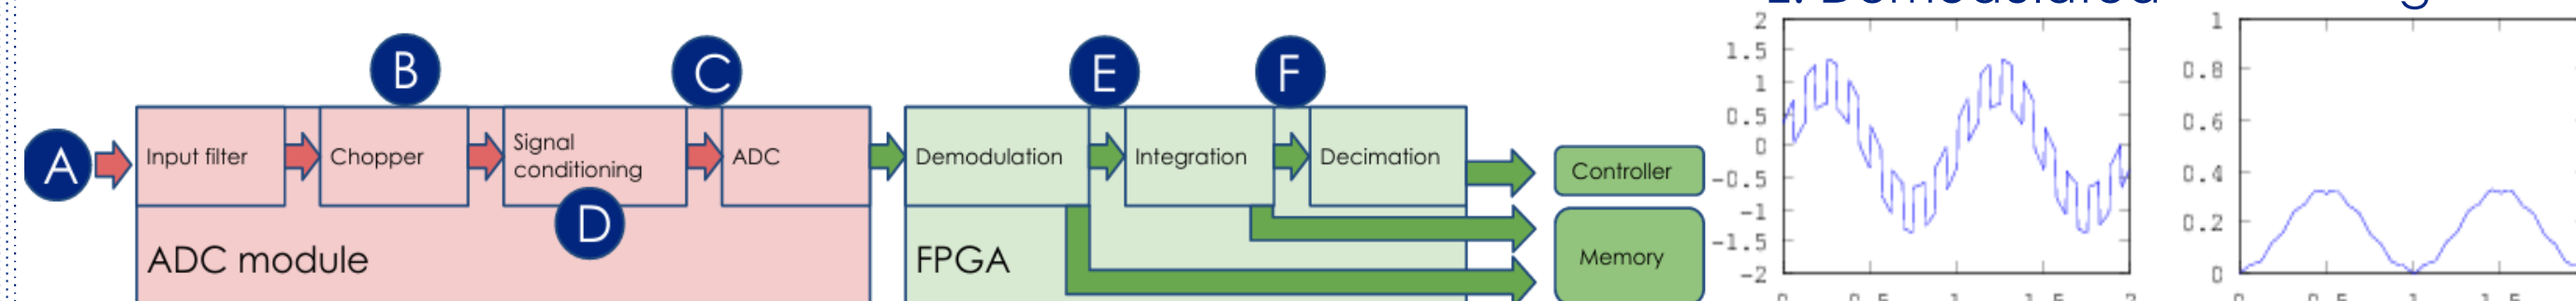 E. Demodulated
B
C
E
F
A
Input filter
Chopper
Signal
conditioning
ADC
Demodulation
Integration
Decimation
Controller
D
ADC module
FPGA
Memory
2
1.5
1
0.5
0
-0.5
-1
-1.5
-2
1
0.8
0.6
0.4
0.2
0